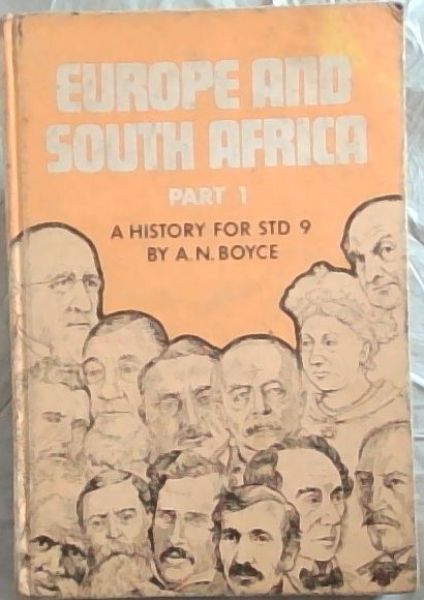 EUROPE AND
SOUTH AFRICA
PART 1
A HISTORY FOR STD 9
BY A.N. BOYCE